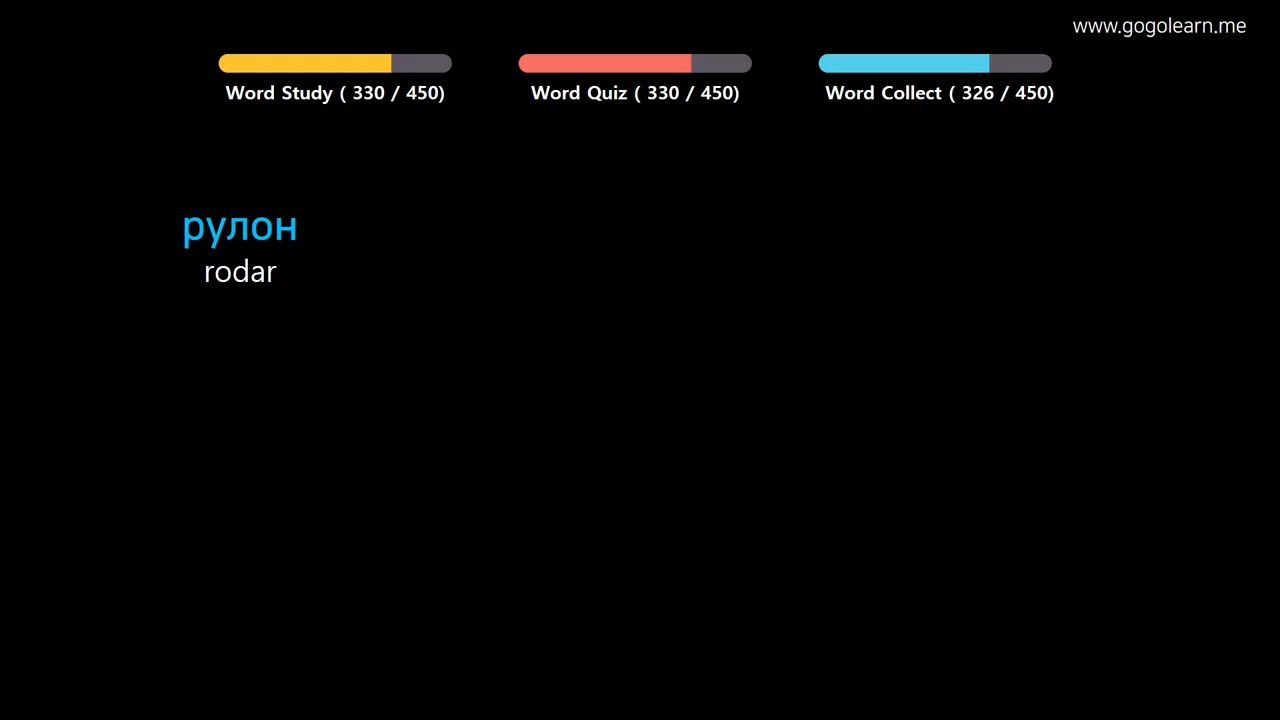 www.gogolearn.me
Word Study ( 330 / 450)
Word Quiz ( 330 / 450)
Word Collect ( 326 / 450)
рулон
rodar